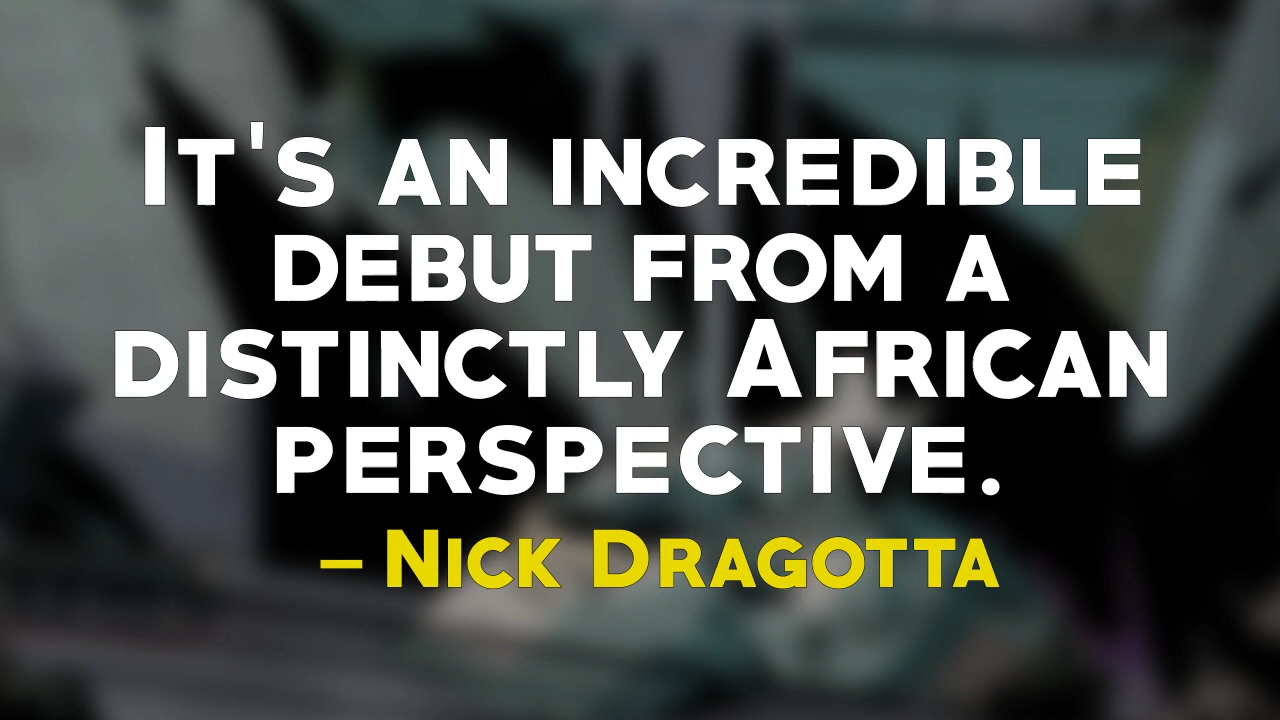 It's an incredible
debut from a
distinctly African
perspective.
– Nick Dragotta